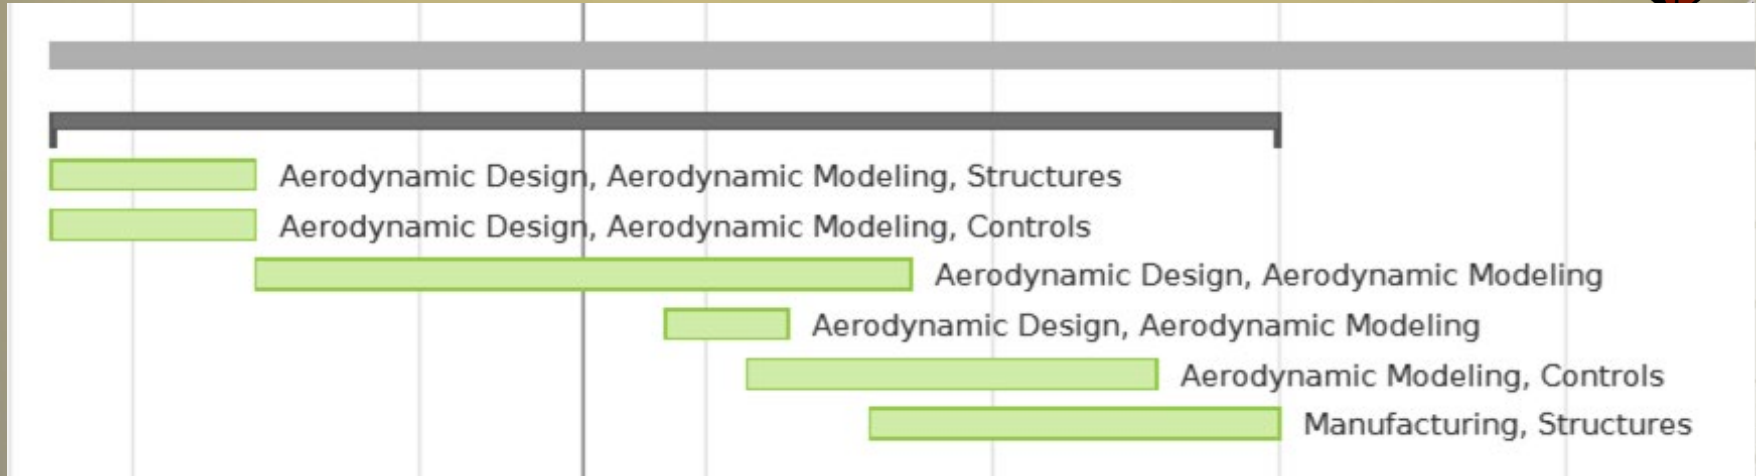 Aerodynamic Design, Aerodynamic Modeling, Structures
Aerodynamic Design, Aerodynamic Modeling, Controls
Aerodynamic Design, Aerodynamic Modeling
Aerodynamic Design, Aerodynamic Modeling
Aerodynamic Modeling, Controls
Manufacturing, Structures